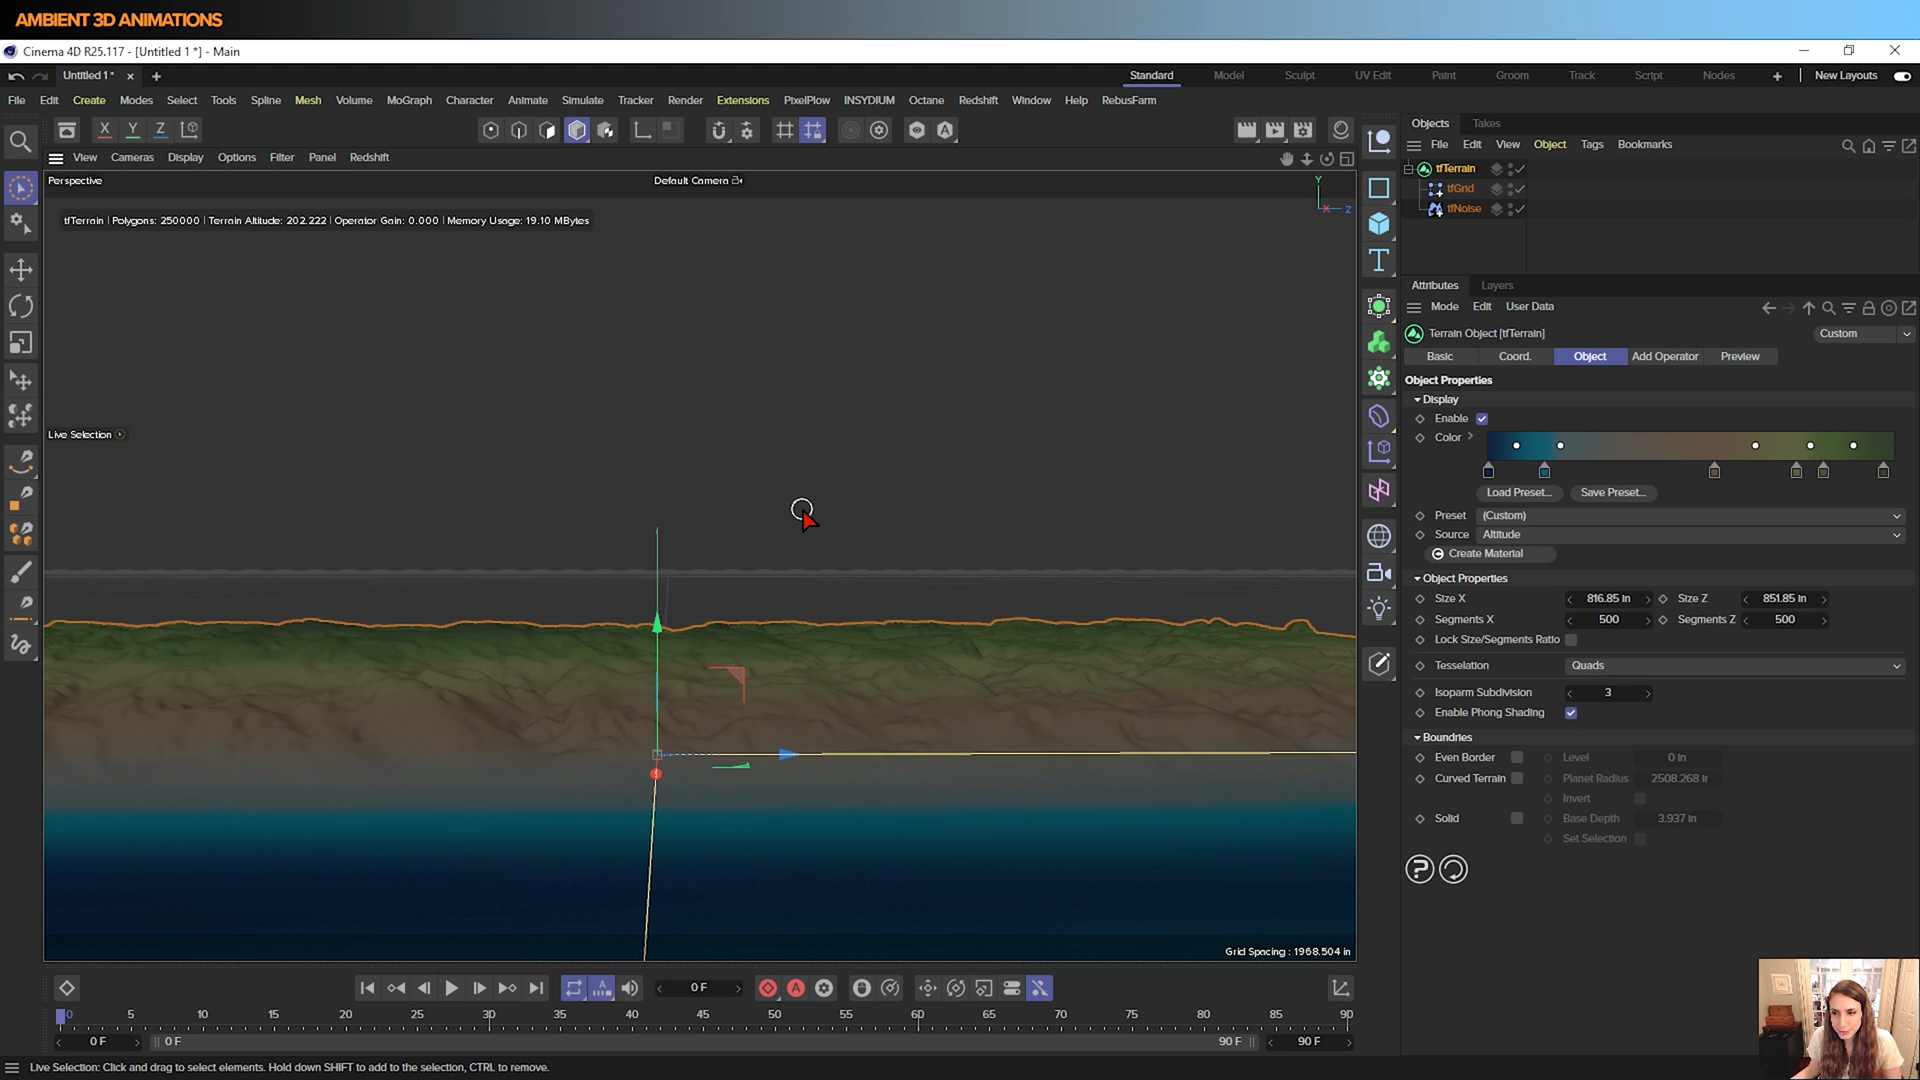 AMBIENT 3D ANIMATIONS
Cinema 4D R25.117 - [Untitled 1 *] - Main
Untitled 1 *
Standard Model Sculpt UV Edit Paint Groom Track Script Nodes New Layouts
File Edit Create Modes Select Tools Spline Mesh Volume MoGraph Character Animate Simulate Tracker Render Extensions PixelPlow INSYDIUM Octane Redshift Window Help RebusFarm
Objects Takes
X Y Z
File Edit View Object Tags Bookmarks
View Cameras Display Options Filter Panel Redshift
tfTerrain
Perspective Default Camera
tfGrid
tfNoise
Y
X Z
tfTerrain | Polygons: 250000 | Terrain Altitude: 202.222 | Operator Gain: 0.000 | Memory Usage: 19.10 MBytes
Attributes Layers
Mode Edit User Data
Terrain Object [tfTerrain] Custom
Basic Coord. Object Add Operator Preview
Object Properties
Display
Enable
Live Selection
Color
Load Preset... Save Preset...
Preset (Custom)
Source Altitude
Create Material
Object Properties
Size X 816.85 in Size Z 851.85 in
Segments X 500 Segments Z 500
Lock Size/Segments Ratio
Tesselation Quads
Isoparm Subdivision 3
Enable Phong Shading
Boundries
Even Border Level 0 in
Curved Terrain Planet Radius 2508.268 ir
Invert
Solid Base Depth 3.937 in
Set Selection
Grid Spacing : 1968.504 in
0 F
0 5 10 15 20 25 30 35 40 45 50 55 60 65 70 75 80 85 90
0 F 0 F 90 F 90 F
Live Selection: Click and drag to select elements. Hold down SHIFT to add to the selection, CTRL to remove.